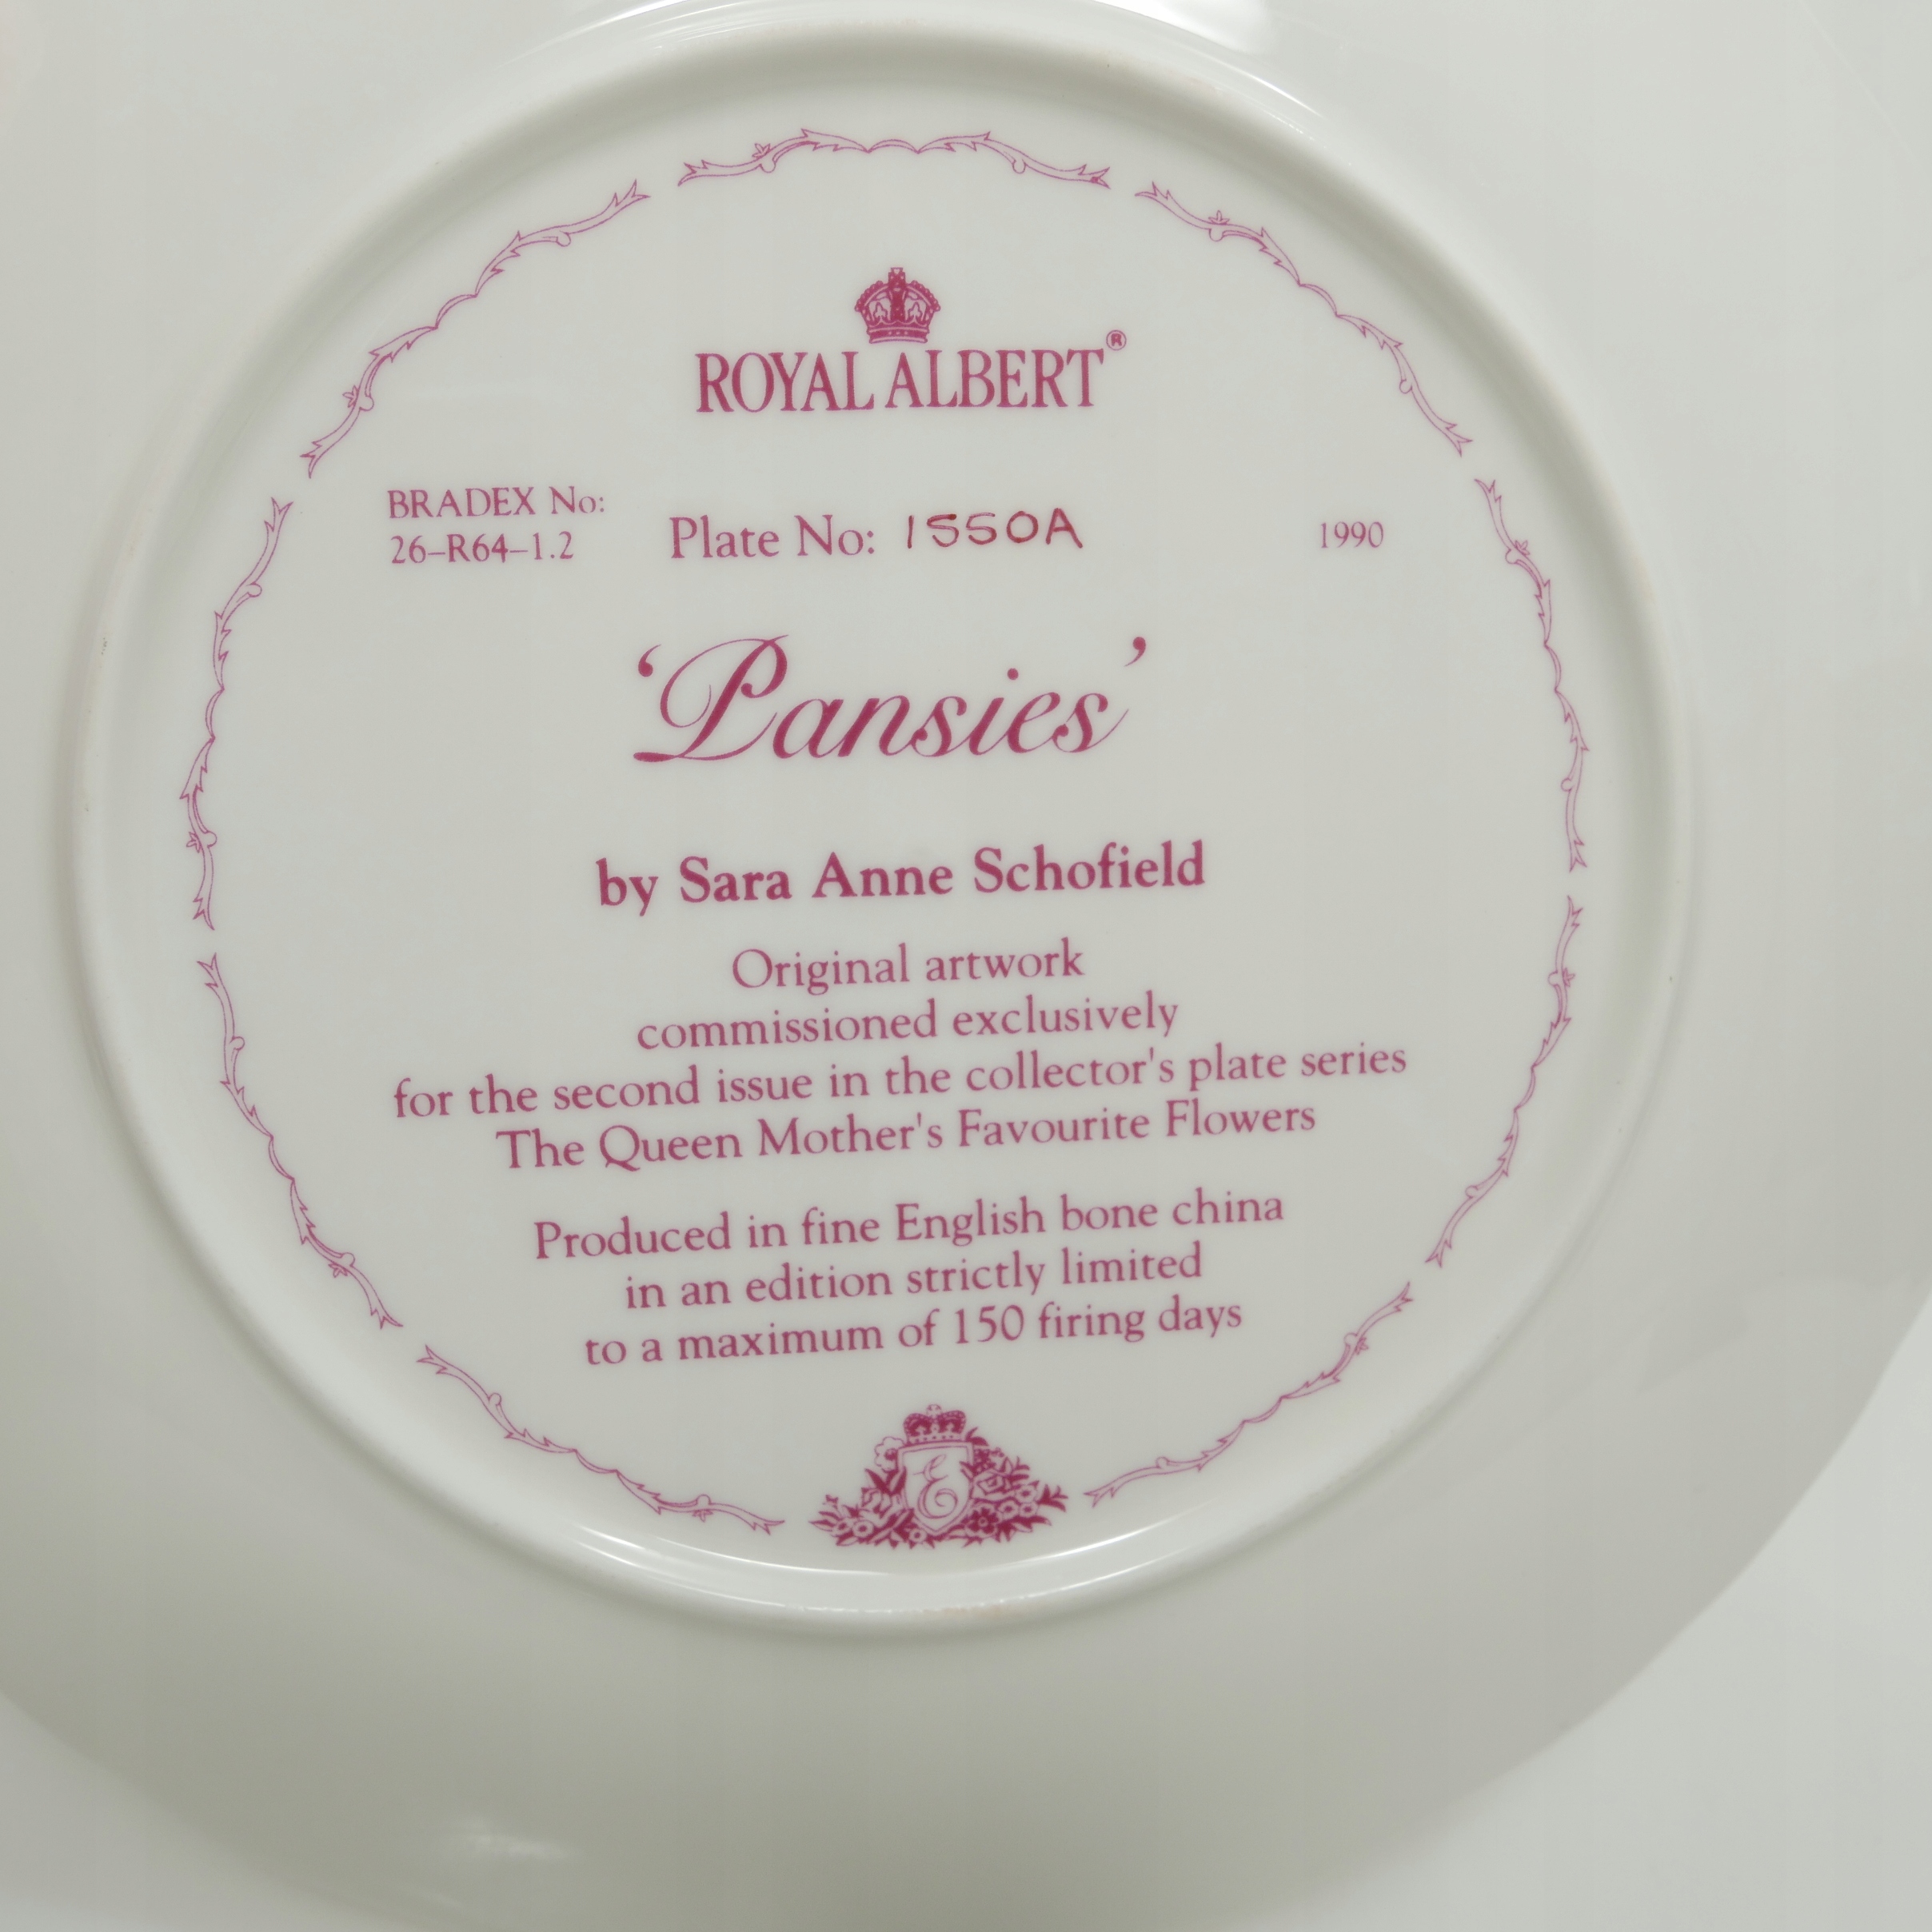 ROYAL ALBERT®
BRADEX No:
26–R64–1.2
Plate No: 1550A
1990
‘Pansies’
by Sara Anne Schofield
Original artwork
commissioned exclusively
for the second issue in the collector's plate series
The Queen Mother's Favourite Flowers
Produced in fine English bone china
in an edition strictly limited
to a maximum of 150 firing days
E